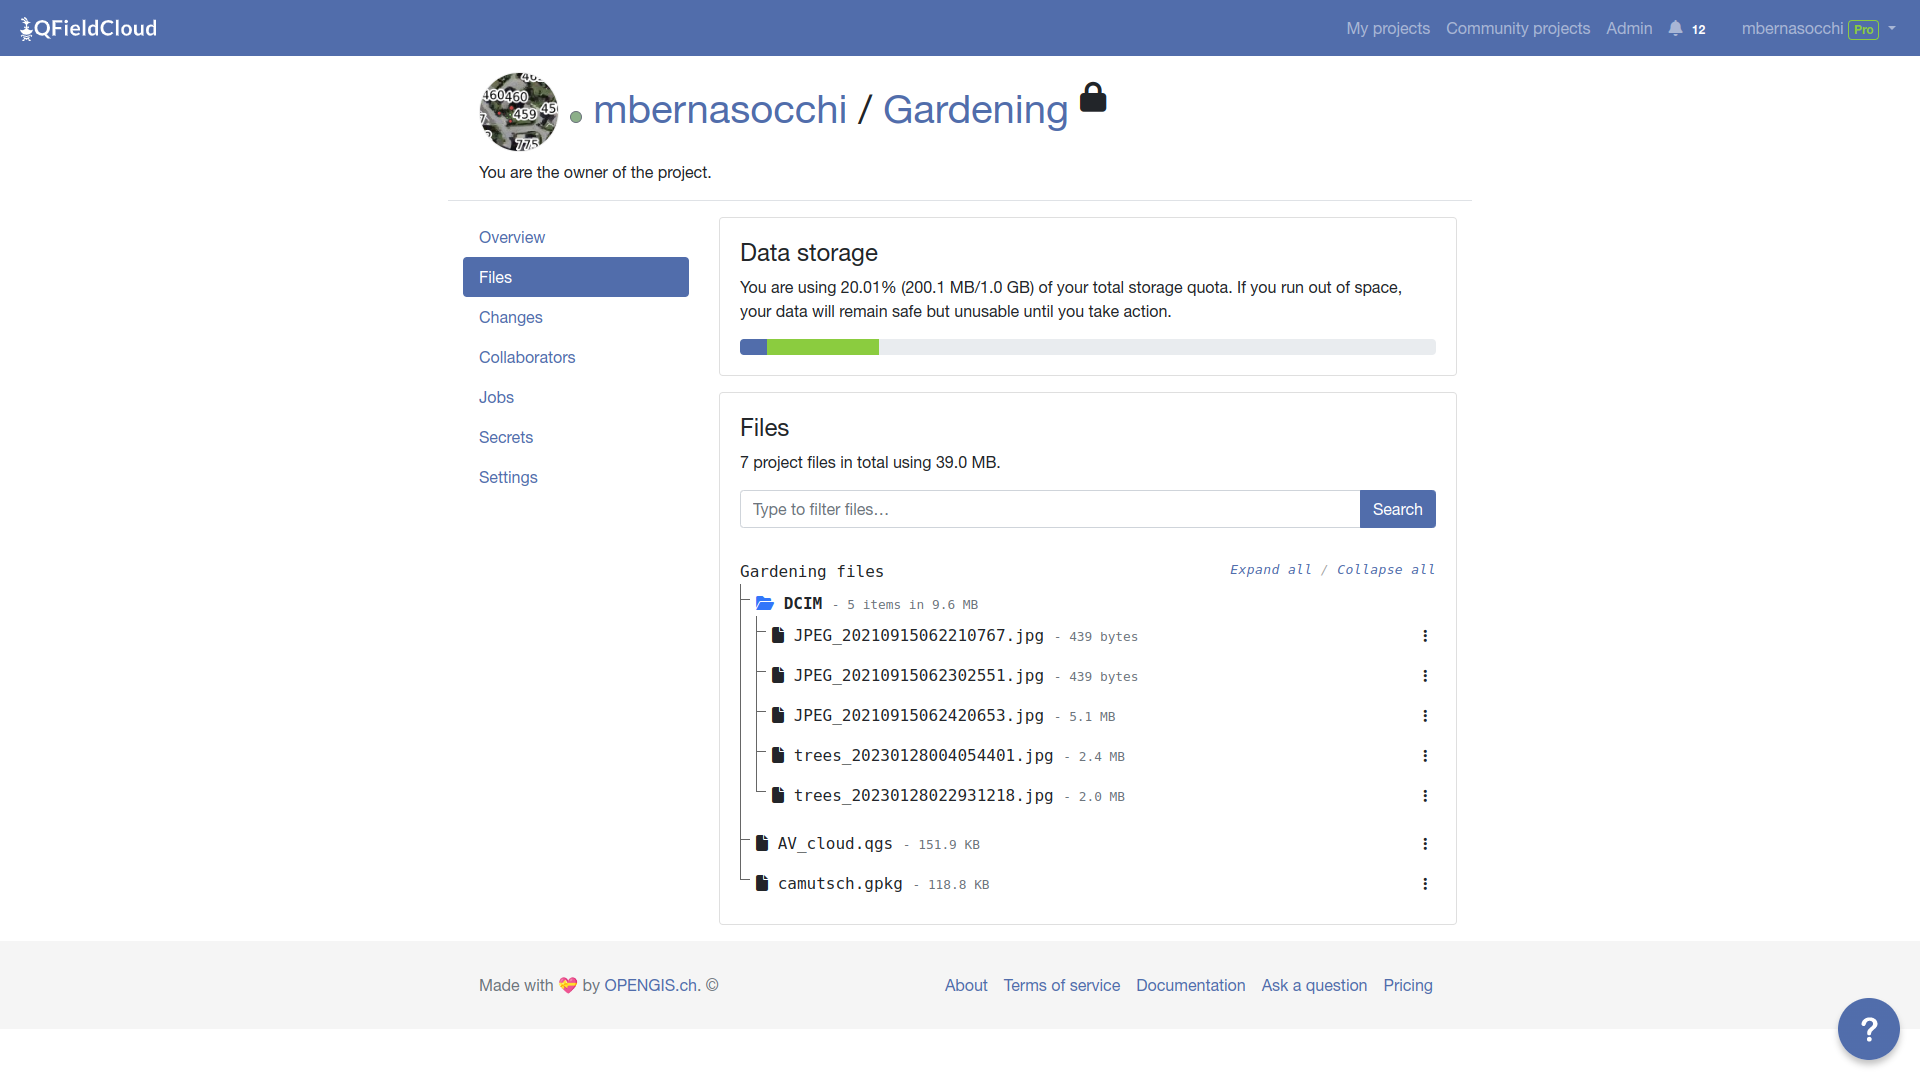 QFieldCloud
My projects Community projects Admin 12 mbernasocchi Pro
460 460 459 45 775
mbernasocchi / Gardening
You are the owner of the project.
Overview
Files
Changes
Collaborators
Jobs
Secrets
Settings
Data storage
You are using 20.01% (200.1 MB/1.0 GB) of your total storage quota. If you run out of space,
your data will remain safe but unusable until you take action.
Files
7 project files in total using 39.0 MB.
Type to filter files…
Search
Gardening files
Expand all / Collapse all
DCIM - 5 items in 9.6 MB
JPEG_20210915062210767.jpg - 439 bytes
JPEG_20210915062302551.jpg - 439 bytes
JPEG_20210915062420653.jpg - 5.1 MB
trees_20230128004054401.jpg - 2.4 MB
trees_20230128022931218.jpg - 2.0 MB
AV_cloud.qgs - 151.9 KB
camutsch.gpkg - 118.8 KB
Made with 💝 by OPENGIS.ch. ©
About Terms of service Documentation Ask a question Pricing
?